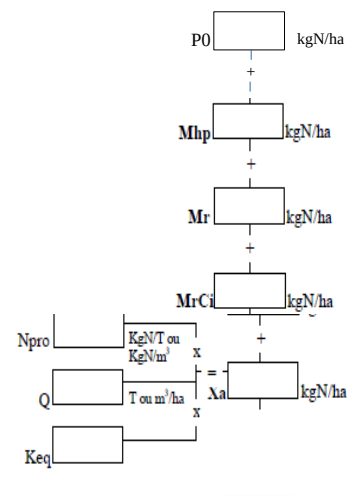 P0 kgN/ha
+
Mhp kgN/ha
+
Mr kgN/ha
+
MrCi kgN/ha
+
Npro KgN/T ou
KgN/m³
x
= Xa kgN/ha
Q T ou m³/ha
x
Keq